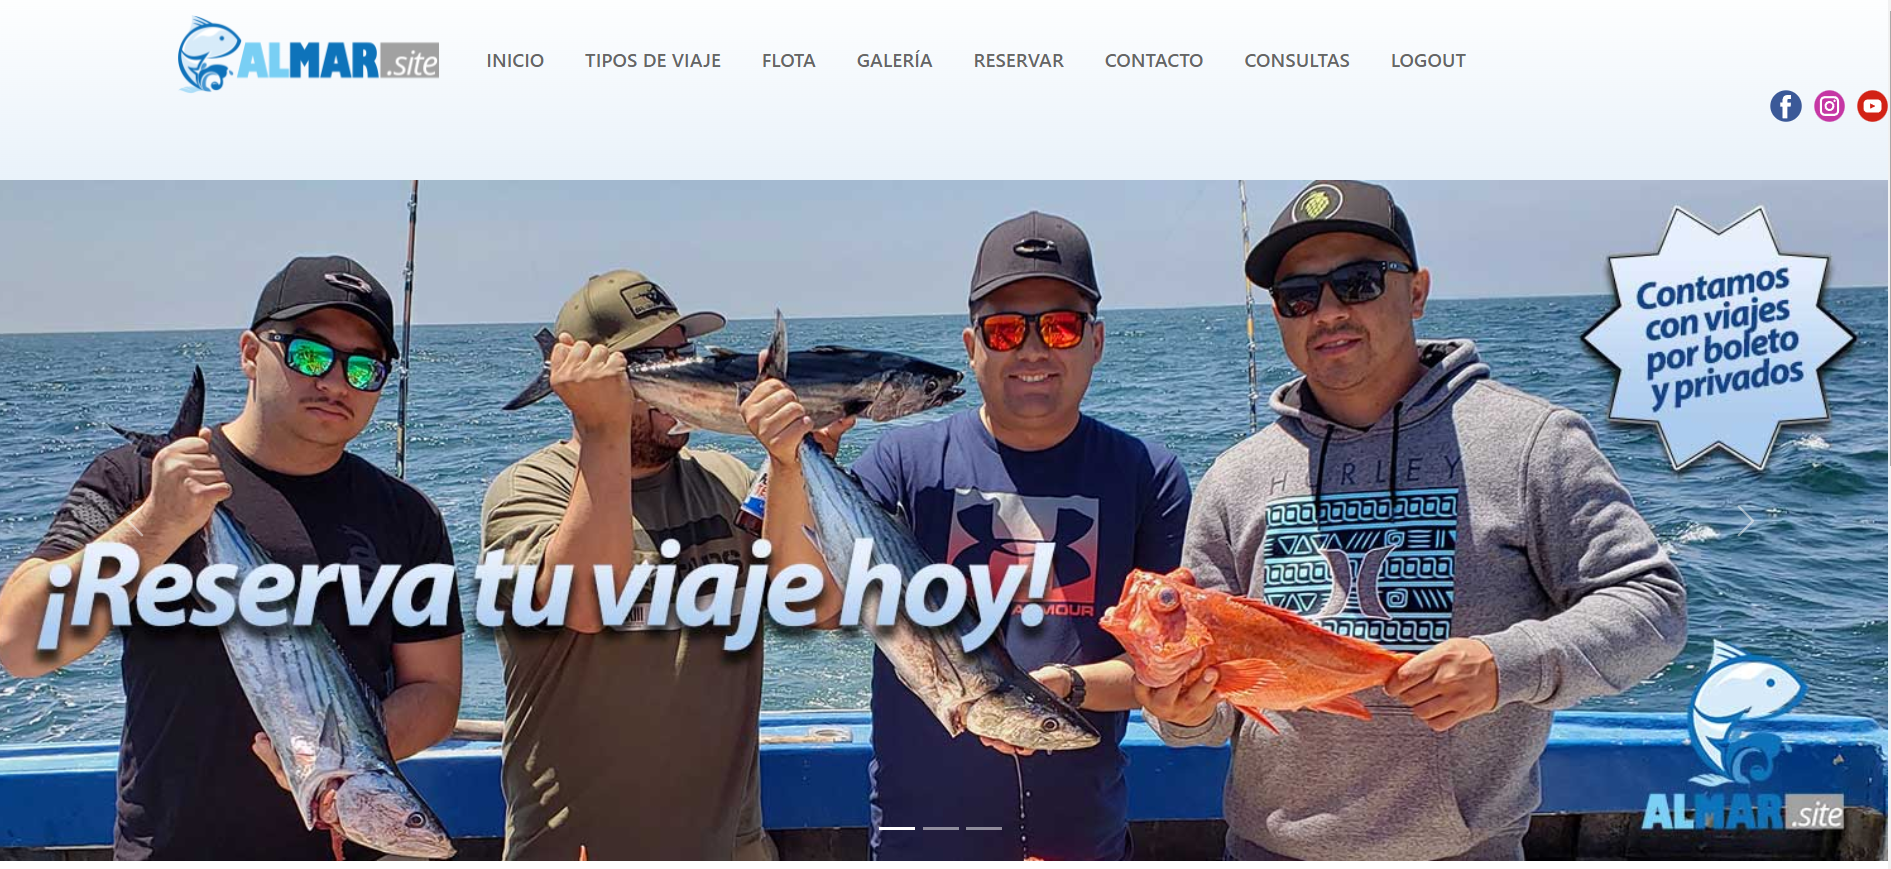 ALMAR.site
INICIO
TIPOS DE VIAJE
FLOTA
GALERÍA
RESERVAR
CONTACTO
CONSULTAS
LOGOUT
Contamos
con viajes
por boleto
y privados
HURLEY
¡Reserva tu viaje hoy!
ARMOUR
ALMAR.site